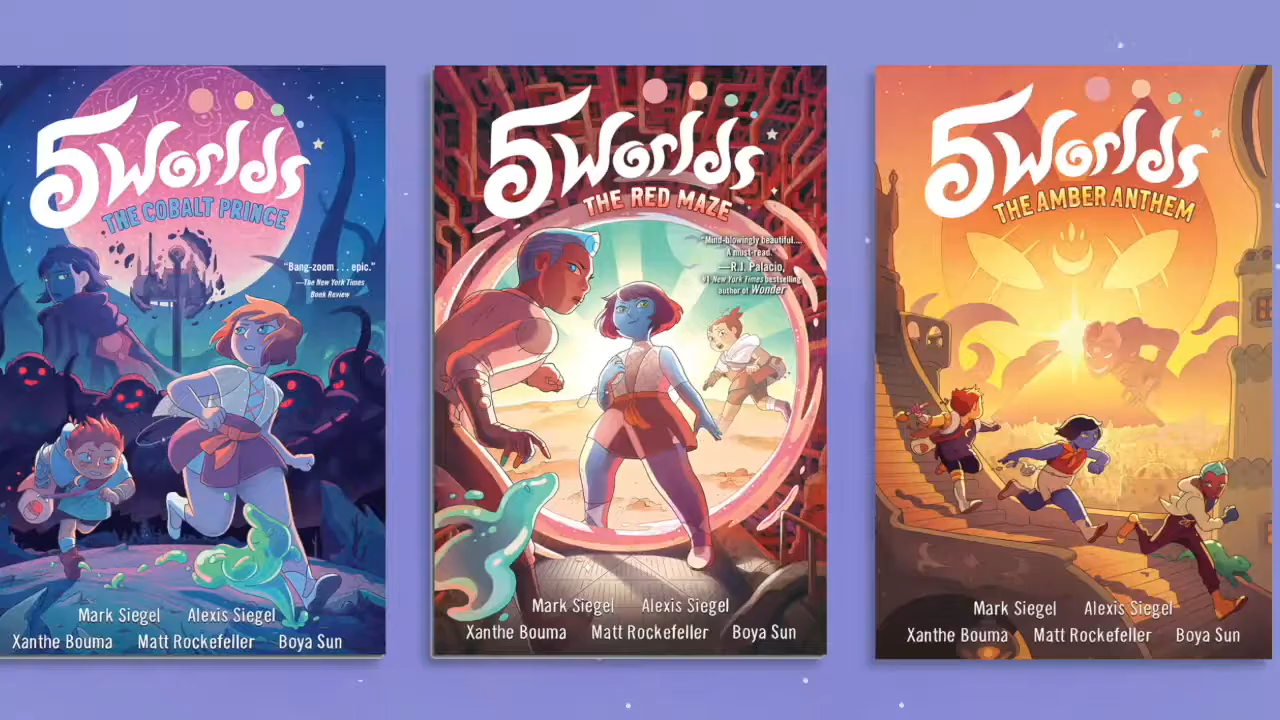 5 Worlds
THE COBALT PRINCE
"Bang-zoom . . . epic."
—The New York Times
Book Review
Mark Siegel Alexis Siegel
Xanthe Bouma Matt Rockefeller Boya Sun
5 Worlds
THE RED MAZE
"Mind-blowingly beautiful....
A must-read."
—R.J. Palacio,
#1 New York Times bestselling
author of Wonder
Mark Siegel Alexis Siegel
Xanthe Bouma Matt Rockefeller Boya Sun
5 Worlds
THE AMBER ANTHEM
Mark Siegel Alexis Siegel
Xanthe Bouma Matt Rockefeller Boya Sun